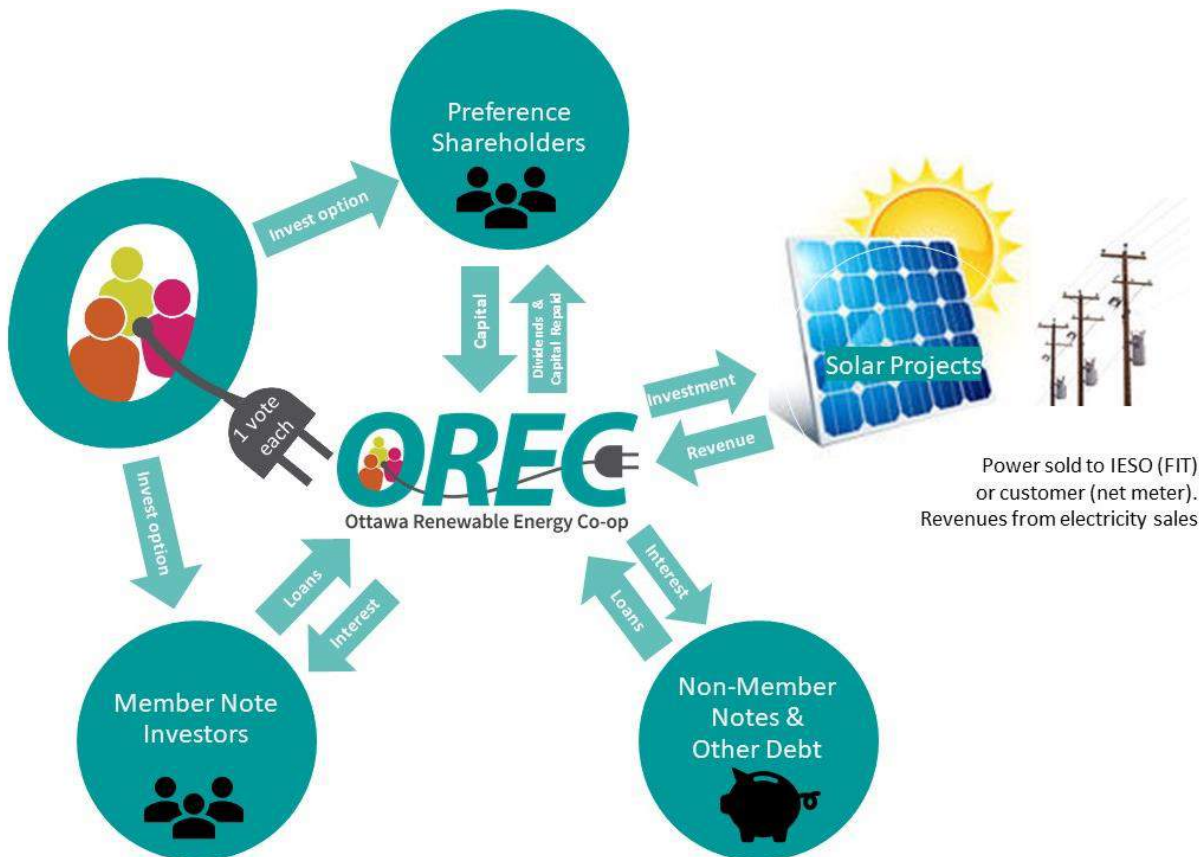 Preference
Shareholders
Invest option
Capital
Dividends &
Capital Repaid
Investment
Revenue
Solar Projects
1 vote
each
OREC
Ottawa Renewable Energy Co-op
Power sold to IESO (FIT)
or customer (net meter).
Revenues from electricity sales
Invest option
Loans
Interest
Interest
Loans
Member Note
Investors
Non-Member
Notes &
Other Debt